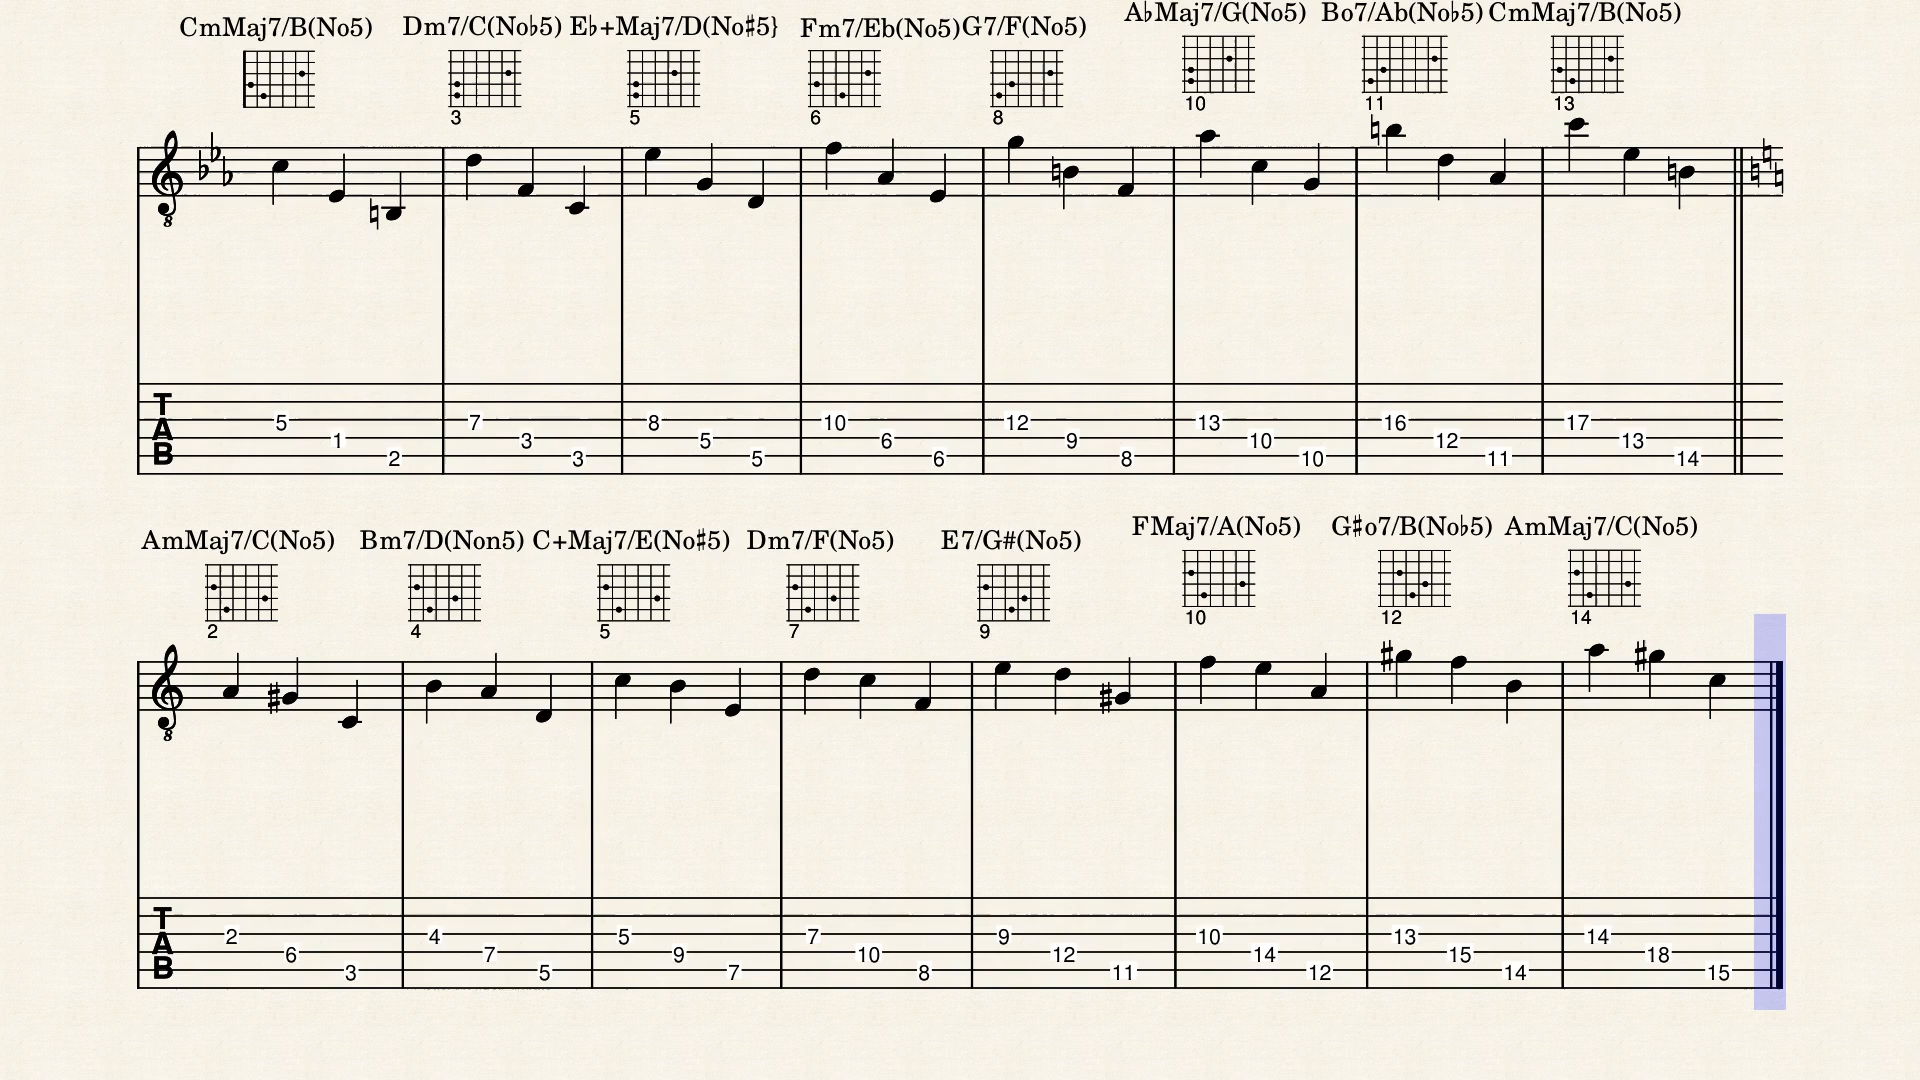 CmMaj7/B(No5) Dm7/C(No♭5) E♭+Maj7/D(No♯5} Fm7/Eb(No5) G7/F(No5) A♭Maj7/G(No5) Bo7/Ab(No♭5) CmMaj7/B(No5)
3 5 6 8 10 11 13
8
T A B
5 1 2 7 3 3 8 5 5 10 6 6 12 9 8 13 10 10 16 12 11 17 13 14
AmMaj7/C(No5) Bm7/D(Non5) C+Maj7/E(No♯5) Dm7/F(No5) E7/G#(No5) FMaj7/A(No5) G♯o7/B(No♭5) AmMaj7/C(No5)
2 4 5 7 9 10 12 14
8
T A B
2 6 3 4 7 5 5 9 7 7 10 8 9 12 11 10 14 12 13 15 14 14 18 15